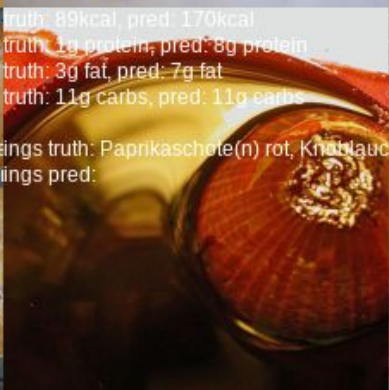 truth: 89kcal, pred: 170kcal
truth: 1g protein, pred: 8g protein
truth: 3g fat, pred: 7g fat
truth: 11g carbs, pred: 11g carbs
ings truth: Paprikaschote(n) rot, Knoblauc
ings pred: